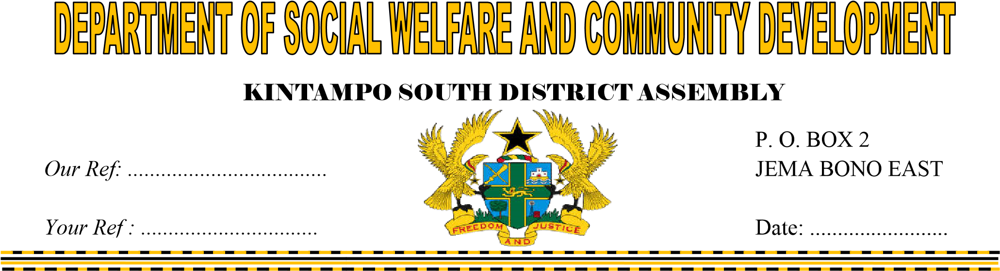 DEPARTMENT OF SOCIAL WELFARE AND COMMUNITY DEVELOPMENT
KINTAMPO SOUTH DISTRICT ASSEMBLY
P. O. BOX 2
Our Ref: ....................................
JEMA BONO EAST
Your Ref : ................................
Date: .........................
FREEDOM AND JUSTICE